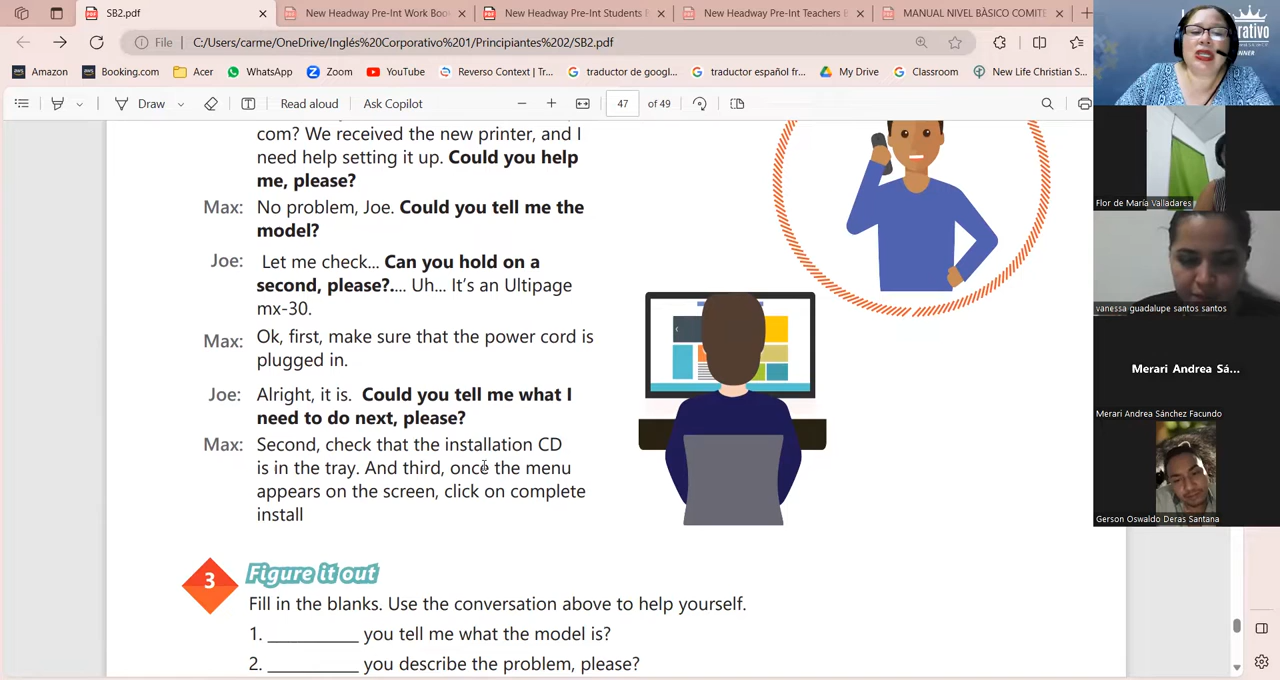 SB2.pdf
New Headway Pre-Int Work Boo
New Headway Pre-Int Students
New Headway Pre-Int Teachers
MANUAL NIVEL BÀSICO COMITE
File
C:/Users/carme/OneDrive/Inglés%20Corporativo%201/Principiantes%202/SB2.pdf
Amazon
Booking.com
Acer
WhatsApp
Zoom
YouTube
Reverso Context | Tr...
traductor de googl...
traductor español fr...
My Drive
Classroom
New Life Christian S...
Draw
Read aloud
Ask Copilot
47
of 49
com? We received the new printer, and I
need help setting it up. Could you help
me, please?
Max: No problem, Joe. Could you tell me the
model?
Joe: Let me check... Can you hold on a
second, please?.... Uh... It's an Ultipage
mx-30.
Max: Ok, first, make sure that the power cord is
plugged in.
Joe: Alright, it is. Could you tell me what I
need to do next, please?
Max: Second, check that the installation CD
is in the tray. And third, once the menu
appears on the screen, click on complete
install
3
Figure it out
Fill in the blanks. Use the conversation above to help yourself.
1. __________ you tell me what the model is?
2. __________ you describe the problem, please?
Flor de María Valladares
vanessa guadalupe santos santos
Merari Andrea Sá...
Merari Andrea Sánchez Facundo
Gerson Oswaldo Deras Santana